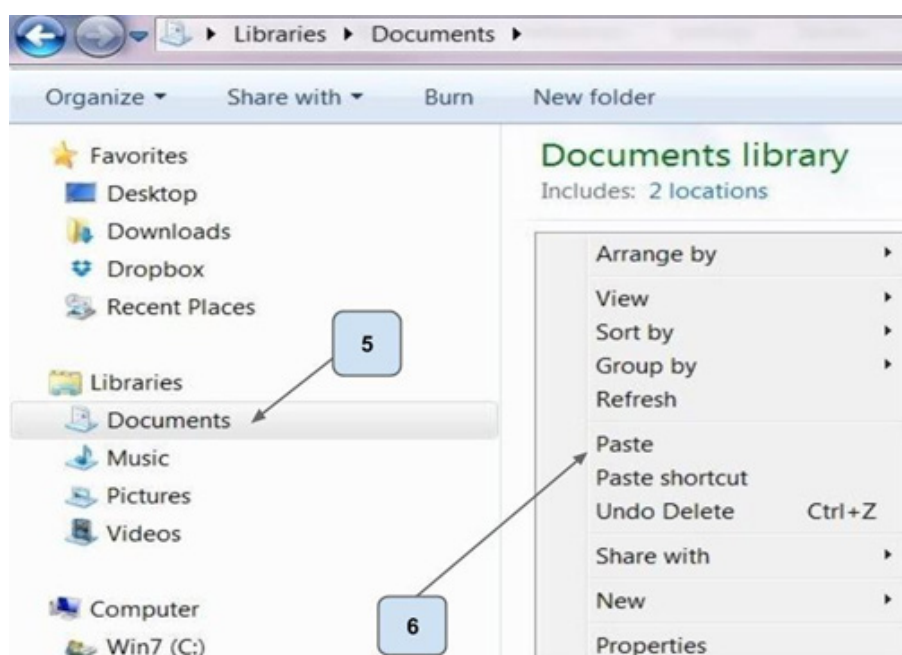 Libraries Documents
Organize Share with Burn New folder
Favorites
Desktop
Downloads
Dropbox
Recent Places
5
Libraries
Documents
Music
Pictures
Videos
Computer
Win7 (C:)
Documents library
Includes: 2 locations
Arrange by
View
Sort by
Group by
Refresh
Paste
Paste shortcut
Undo Delete Ctrl+Z
Share with
New
Properties
6